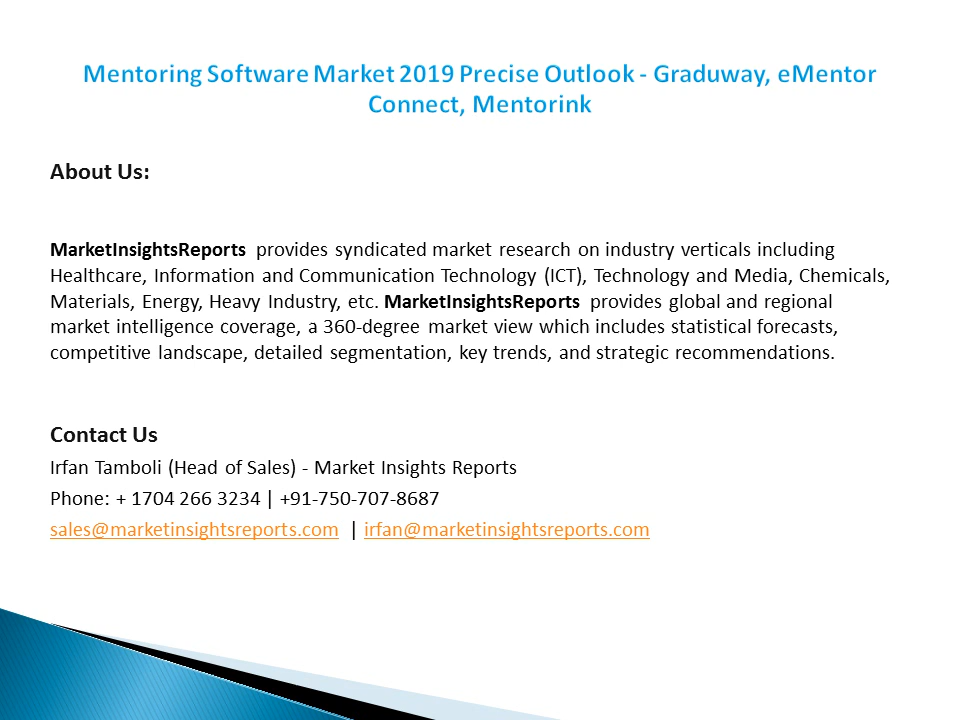 Mentoring Software Market 2019 Precise Outlook - Graduway, eMentor
Connect, Mentorink
About Us:
MarketInsightsReports provides syndicated market research on industry verticals including
Healthcare, Information and Communication Technology (ICT), Technology and Media, Chemicals,
Materials, Energy, Heavy Industry, etc. MarketInsightsReports provides global and regional
market intelligence coverage, a 360-degree market view which includes statistical forecasts,
competitive landscape, detailed segmentation, key trends, and strategic recommendations.
Contact Us
Irfan Tamboli (Head of Sales) - Market Insights Reports
Phone: + 1704 266 3234 | +91-750-707-8687
sales@marketinsightsreports.com | irfan@marketinsightsreports.com